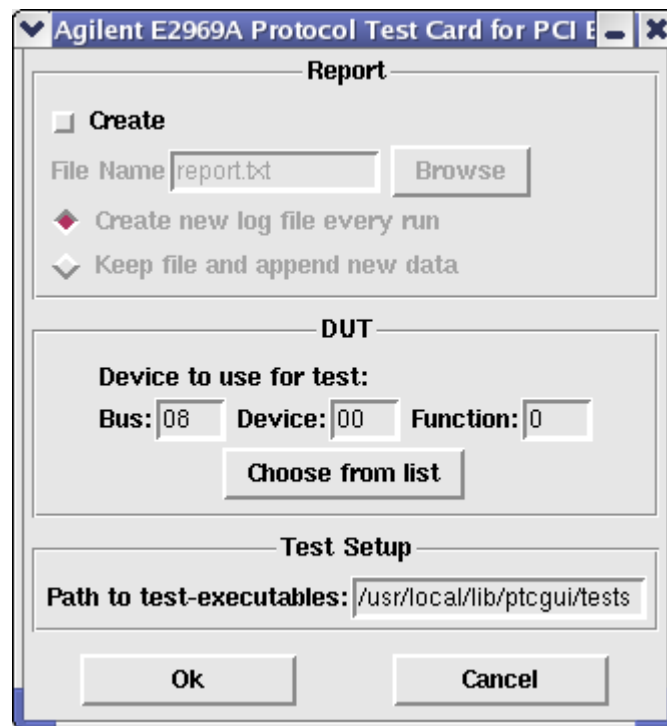 Agilent E2969A Protocol Test Card for PCI E
Report
Create
File Name report.txt Browse
Create new log file every run
Keep file and append new data
DUT
Device to use for test:
Bus: 08 Device: 00 Function: 0
Choose from list
Test Setup
Path to test-executables: /usr/local/lib/ptcgui/tests
Ok Cancel